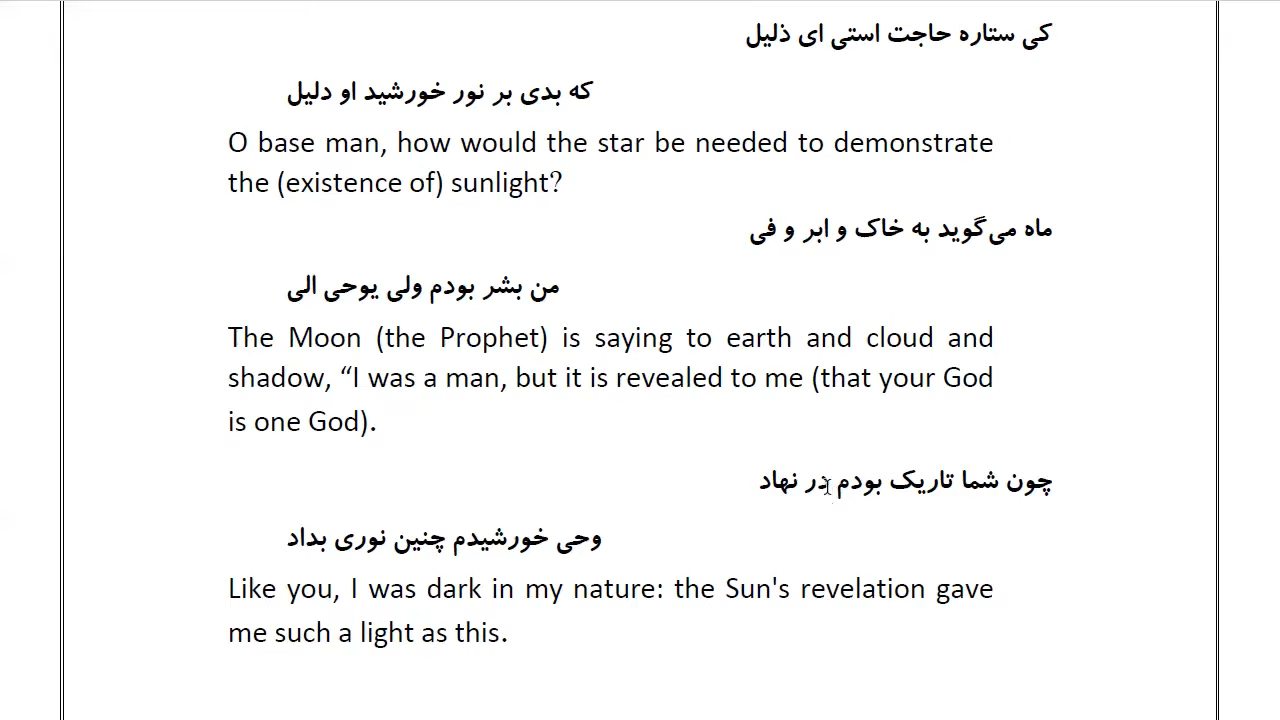 کی ستاره حاجت استی ای ذلیل
که بدی بر نور خورشید او دلیل
O base man, how would the star be needed to demonstrate
the (existence of) sunlight?
ماه می‌گوید به خاک و ابر و فی
من بشر بودم ولی یوحی الی
The Moon (the Prophet) is saying to earth and cloud and
shadow, “I was a man, but it is revealed to me (that your God
is one God).
چون شما تاریک بودم در نهاد
وحی خورشیدم چنین نوری بداد
Like you, I was dark in my nature: the Sun's revelation gave
me such a light as this.